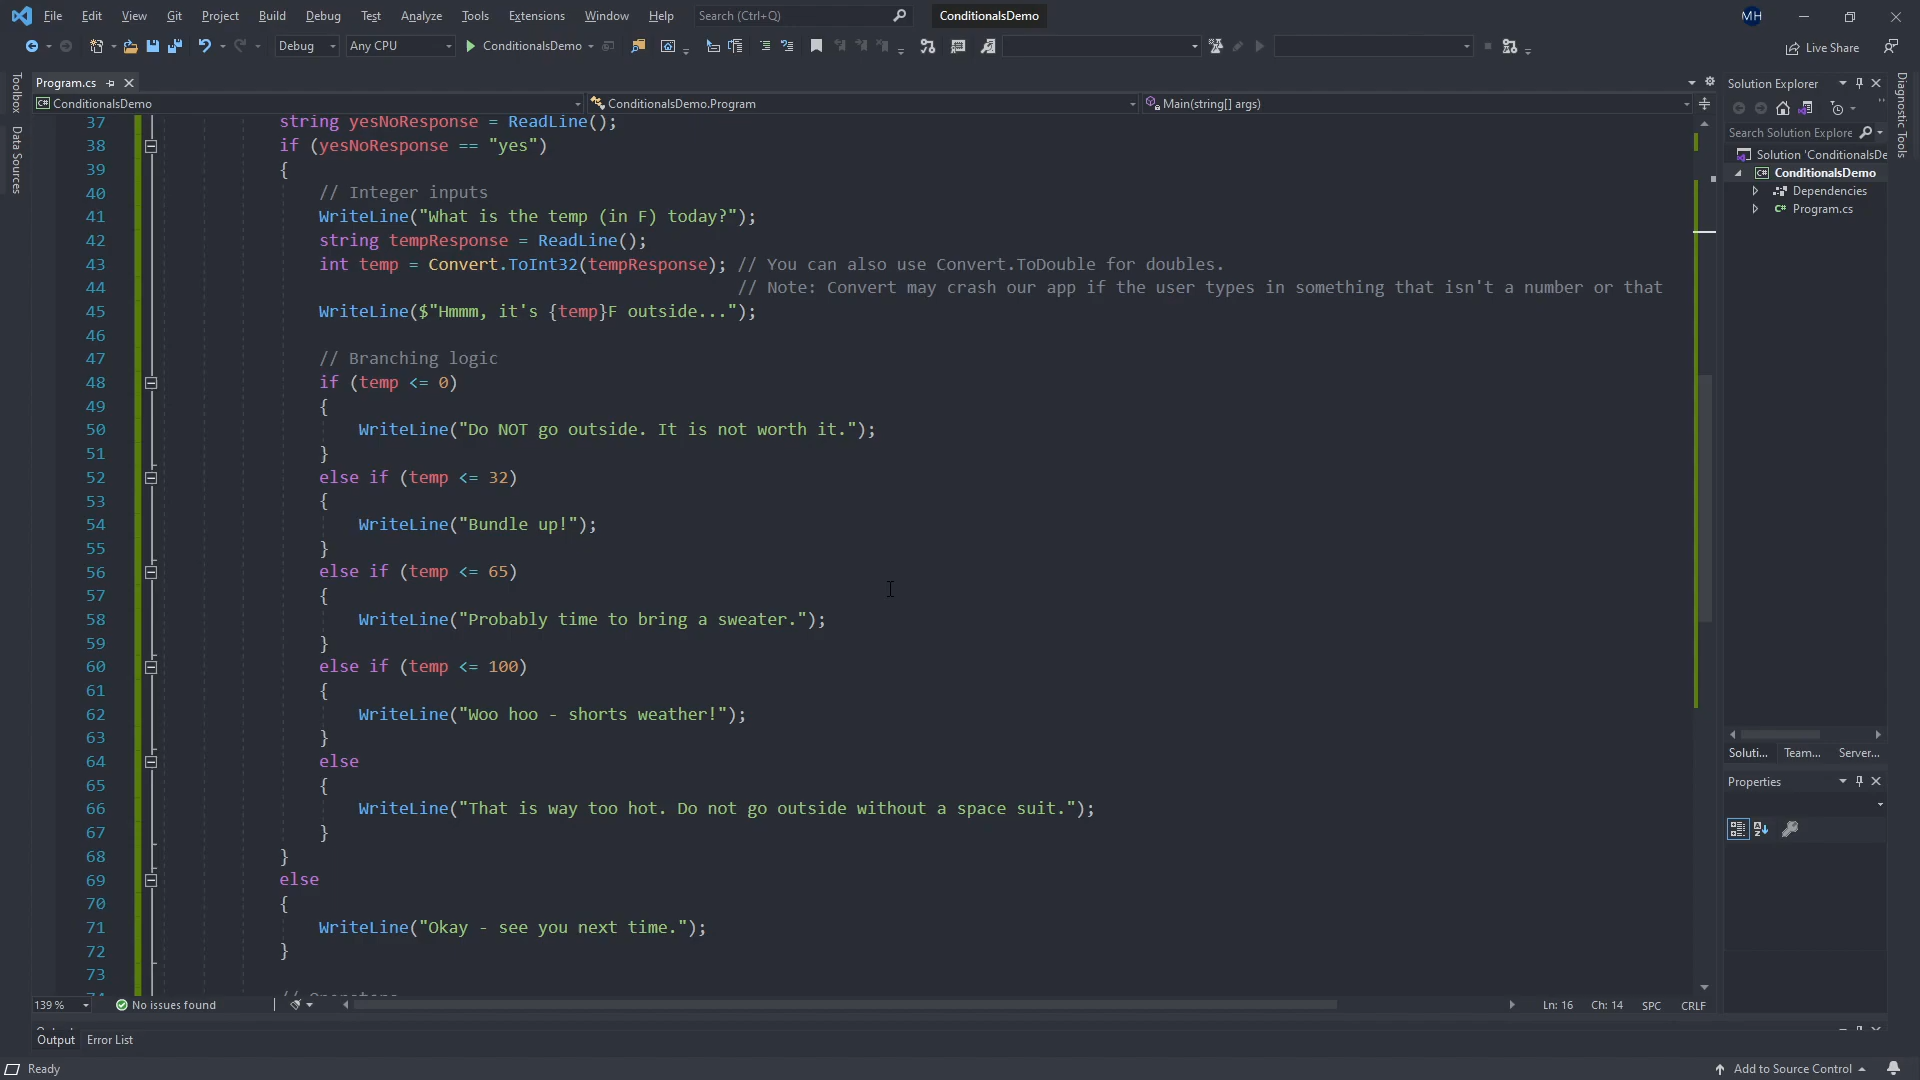 File Edit View Git Project Build Debug Test Analyze Tools Extensions Window Help Search (Ctrl+Q) ConditionalsDemo MH
Debug Any CPU ConditionalsDemo Live Share
Toolbox
Data Sources
Program.cs
ConditionalsDemo ConditionalsDemo.Program Main(string[] args)
37 string yesNoResponse = ReadLine();
38 if (yesNoResponse == "yes")
39 {
40 // Integer inputs
41 WriteLine("What is the temp (in F) today?");
42 string tempResponse = ReadLine();
43 int temp = Convert.ToInt32(tempResponse); // You can also use Convert.ToDouble for doubles.
44 // Note: Convert may crash our app if the user types in something that isn't a number or that
45 WriteLine($"Hmmm, it's {temp}F outside...");
46
47 // Branching logic
48 if (temp <= 0)
49 {
50 WriteLine("Do NOT go outside. It is not worth it.");
51 }
52 else if (temp <= 32)
53 {
54 WriteLine("Bundle up!");
55 }
56 else if (temp <= 65)
57 {
58 WriteLine("Probably time to bring a sweater.");
59 }
60 else if (temp <= 100)
61 {
62 WriteLine("Woo hoo - shorts weather!");
63 }
64 else
65 {
66 WriteLine("That is way too hot. Do not go outside without a space suit.");
67 }
68 }
69 else
70 {
71 WriteLine("Okay - see you next time.");
72 }
73
139 % No issues found Ln: 16 Ch: 14 SPC CRLF
Output Error List
Ready Add to Source Control
Solution Explorer
Search Solution Explore
Solution 'ConditionalsDe
ConditionalsDemo
Dependencies
C# Program.cs
Soluti... Team... Server...
Properties
Diagnostic Tools